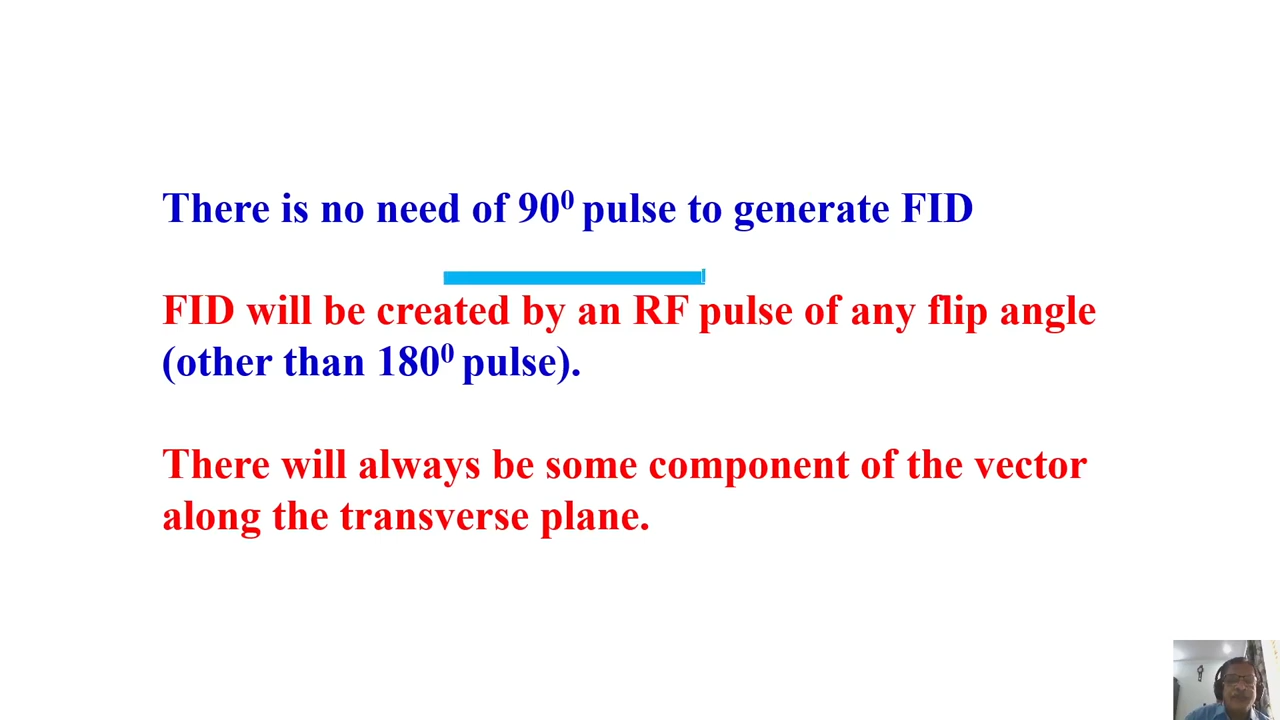 There is no need of 90⁰ pulse to generate FID
FID will be created by an RF pulse of any flip angle
(other than 180⁰ pulse).
There will always be some component of the vector
along the transverse plane.